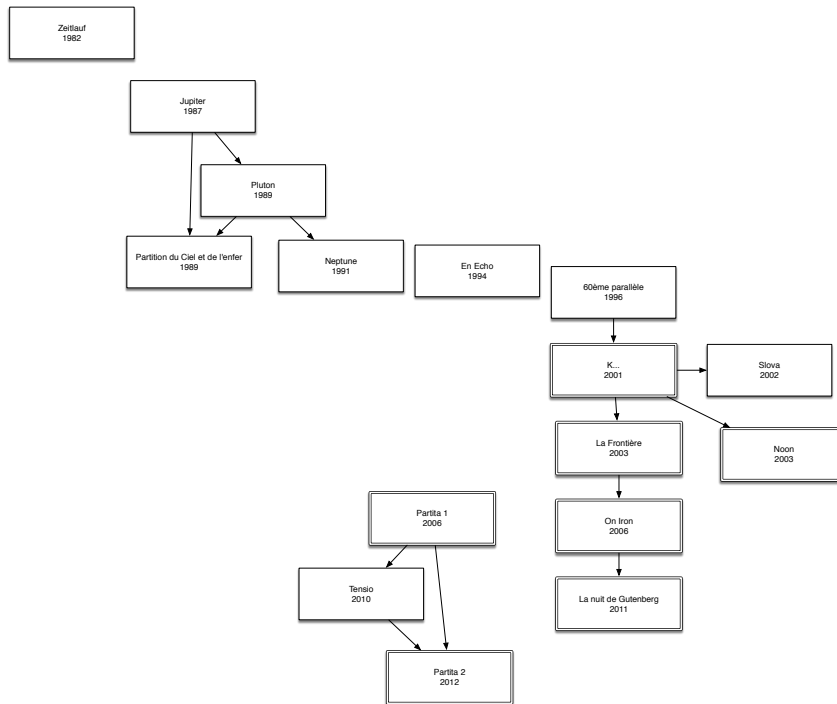 Zeitlauf
1982
Jupiter
1987
Pluton
1989
Partition du Ciel et de l'enfer
1989
Neptune
1991
En Echo
1994
60ème parallèle
1996
K...
2001
Slova
2002
La Frontière
2003
Noon
2003
Partita 1
2006
On Iron
2006
Tensio
2010
La nuit de Gutenberg
2011
Partita 2
2012